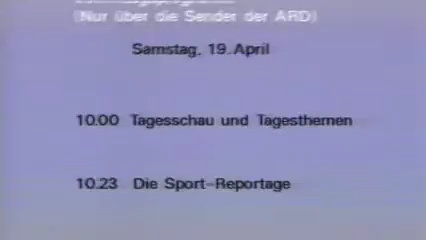 (Nur über die Sender der ARD)
Samstag, 19. April
10.00 Tagesschau und Tagesthemen
10.23 Die Sport-Reportage